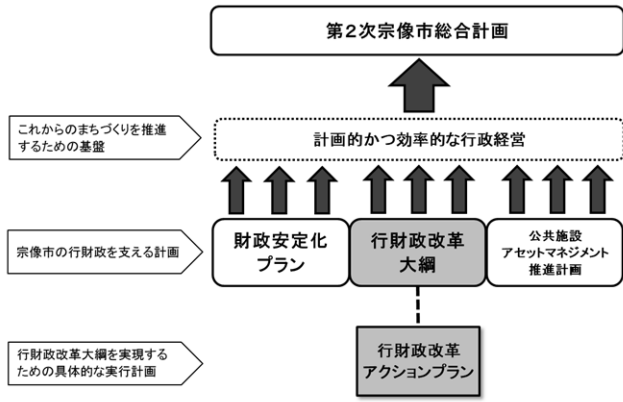 第2次宗像市総合計画
これからのまちづくりを推進
するための基盤
計画的かつ効率的な行政経営
宗像市の行財政を支える計画
財政安定化
プラン
行財政改革
大綱
公共施設
アセットマネジメント
推進計画
行財政改革大綱を実現する
ための具体的な実行計画
行財政改革
アクションプラン